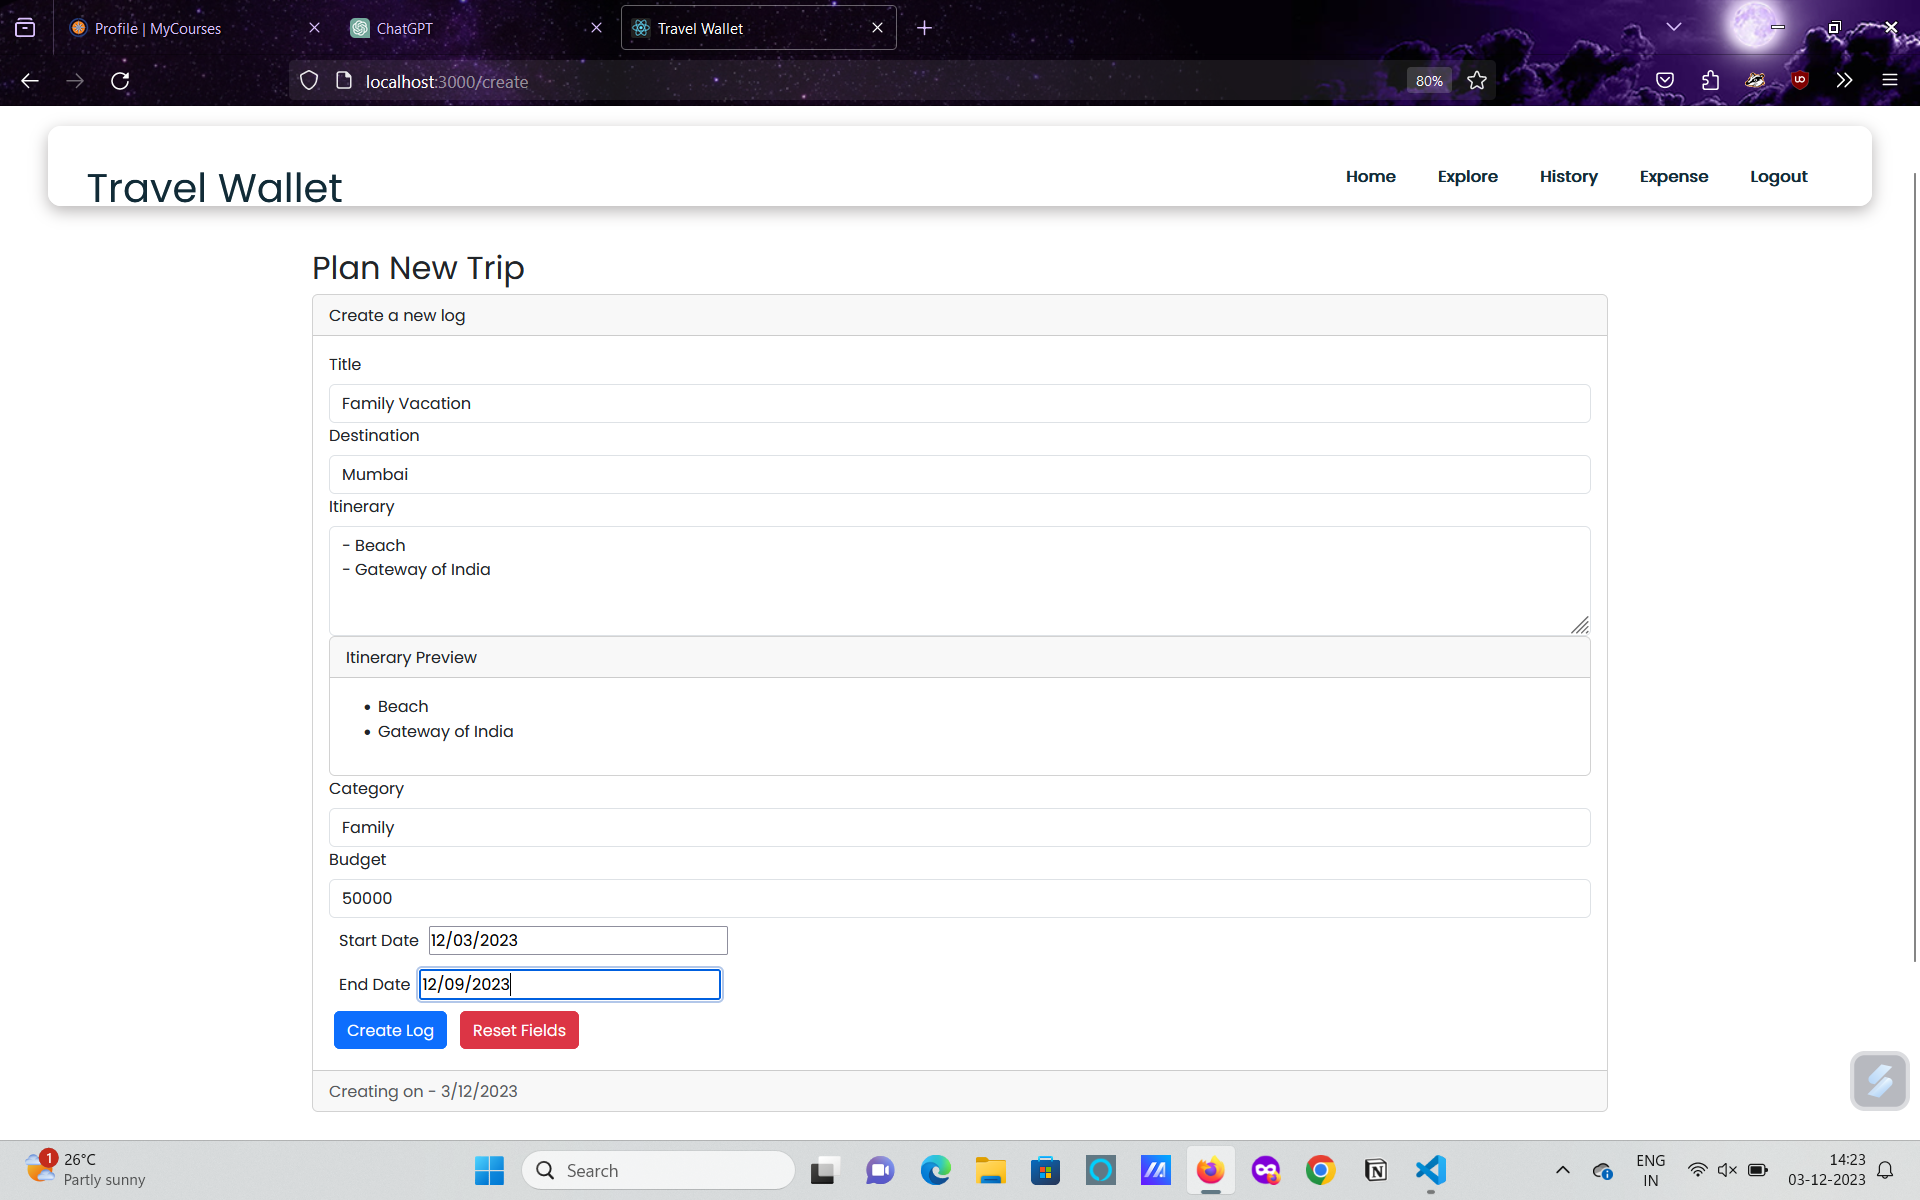 Profile | MyCourses
ChatGPT
Travel Wallet
localhost:3000/create
80%
Travel Wallet
Home
Explore
History
Expense
Logout
Plan New Trip
Create a new log
Title
Family Vacation
Destination
Mumbai
Itinerary
- Beach
- Gateway of India
Itinerary Preview
• Beach
• Gateway of India
Category
Family
Budget
50000
Start Date 12/03/2023
End Date 12/09/2023
Create Log
Reset Fields
Creating on - 3/12/2023
1
26°C
Partly sunny
Search
ENG
IN
14:23
03-12-2023